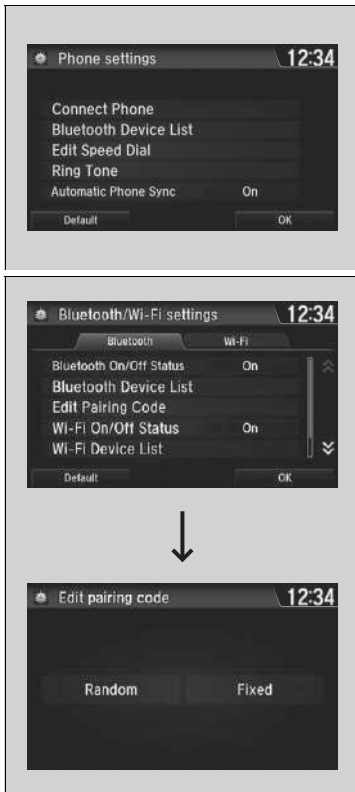 Phone settings 12:34
Connect Phone
Bluetooth Device List
Edit Speed Dial
Ring Tone
Automatic Phone Sync On
Default OK
Bluetooth/Wi-Fi settings 12:34
Bluetooth Wi-Fi
Bluetooth On/Off Status On
Bluetooth Device List
Edit Pairing Code
Wi-Fi On/Off Status On
Wi-Fi Device List
Default OK
Edit pairing code 12:34
Random Fixed